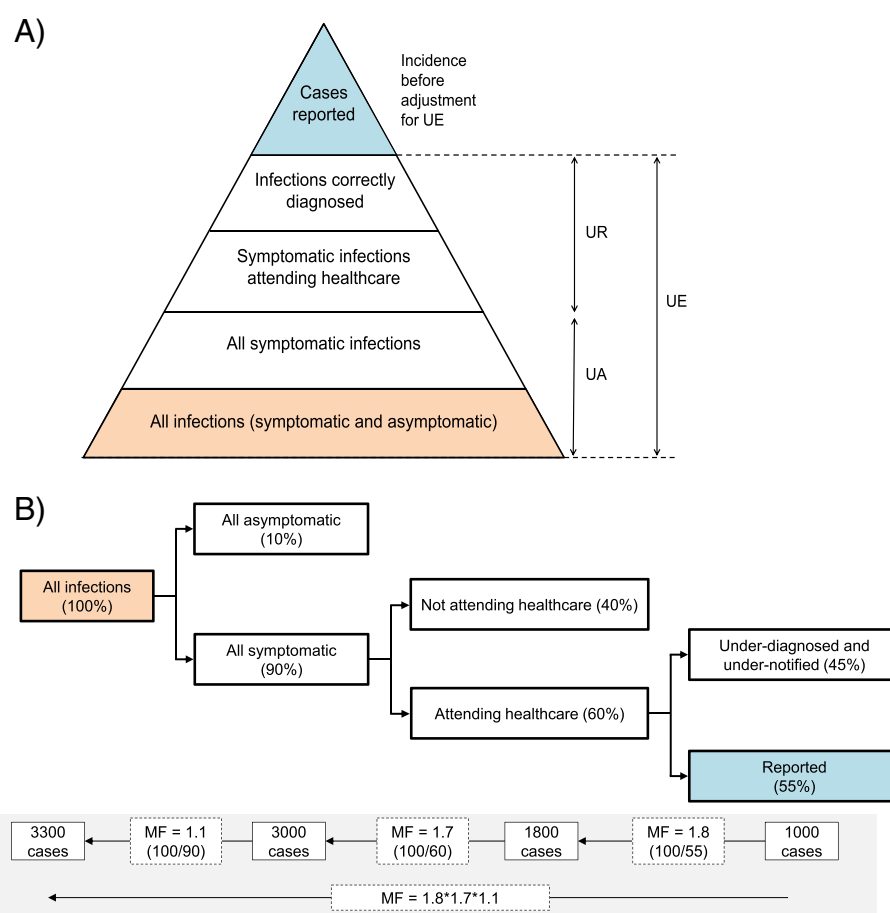 A)
Cases
reported
Incidence
before
adjustment
for UE
Infections correctly
diagnosed
Symptomatic infections
attending healthcare
UR
UE
All symptomatic infections
UA
All infections (symptomatic and asymptomatic)
B)
All asymptomatic
(10%)
All infections
(100%)
Not attending healthcare (40%)
All symptomatic
(90%)
Under-diagnosed and
under-notified (45%)
Attending healthcare (60%)
Reported
(55%)
3300
cases
MF = 1.1
(100/90)
3000
cases
MF = 1.7
(100/60)
1800
cases
MF = 1.8
(100/55)
1000
cases
MF = 1.8*1.7*1.1